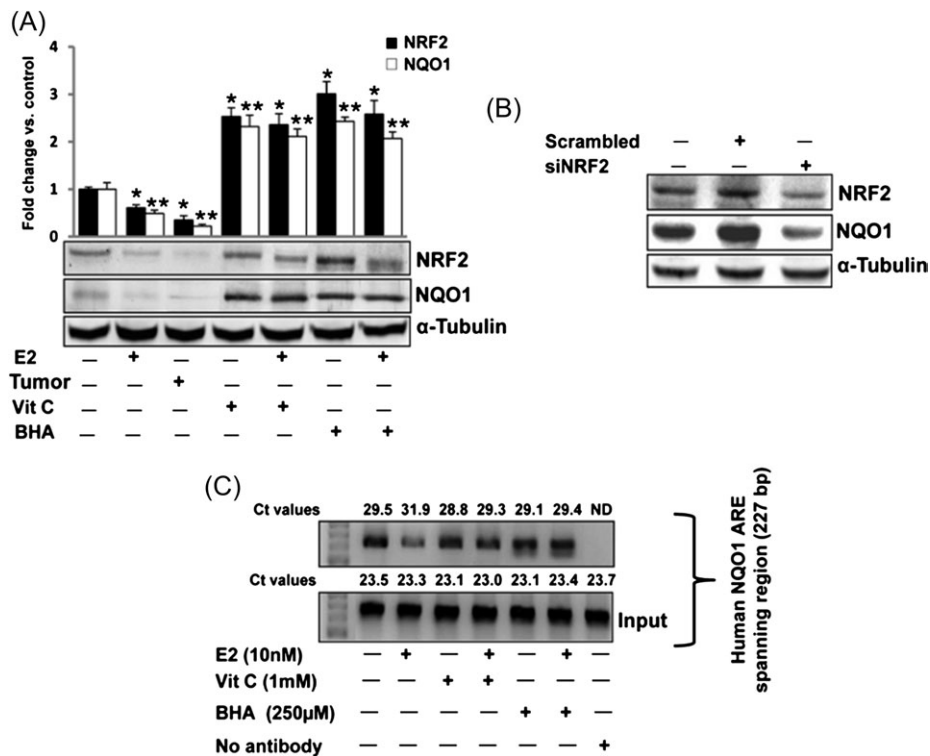 (A)
Fold change vs. control
4
3
2
1
0
NRF2
NQO1
* ** * ** * ** * ** * ** * **
NRF2
NQO1
α-Tubulin
E2 — + — — + — +
Tumor — — + — — — —
Vit C — — — + + — —
BHA — — — — — + +
(B)
Scrambled — + —
siNRF2 — — +
NRF2
NQO1
α-Tubulin
(C)
Ct values 29.5 31.9 28.8 29.3 29.1 29.4 ND
Ct values 23.5 23.3 23.1 23.0 23.1 23.4 23.7
Input
E2 (10nM) — + — + — + —
Vit C (1mM) — — + + — — —
BHA (250µM) — — — — + + —
No antibody — — — — — — +
Human NQO1 ARE
spanning region (227 bp)